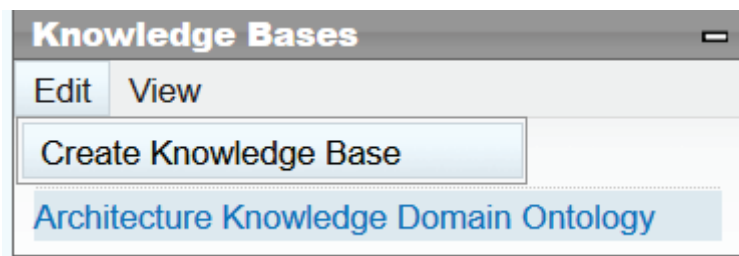 Knowledge Bases
Edit View
Create Knowledge Base
Architecture Knowledge Domain Ontology